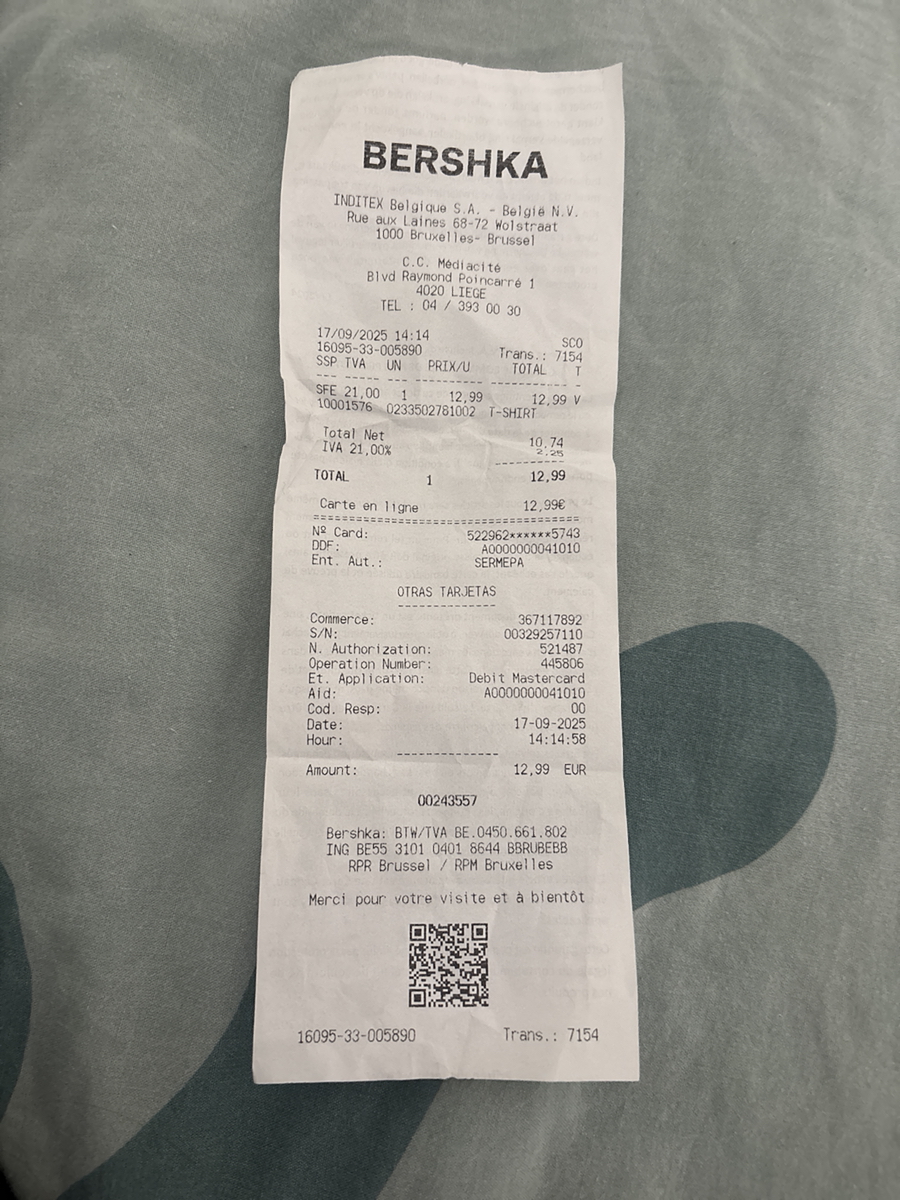 BERSHKA
INDITEX Belgique S.A. - België N.V.
Rue aux Laines 68-72 Wolstraat
1000 Bruxelles- Brussel
C.C. Médiacité
Blvd Raymond Poincarré 1
4020 LIEGE
TEL : 04 / 393 00 30
17/09/2025 14:14 SCO
16095-33-005890 Trans.: 7154
SSP TVA UN PRIX/U TOTAL T
--- ----- --- -------- -------- -
SFE 21,00 1 12,99 12,99 V
10001576 0233502781002 T-SHIRT
Total Net 10,74
IVA 21,00% 2,25
----------
TOTAL 1 12,99
Carte en ligne 12,99€
======================================
Nº Card: 522962******5743
DDF: A0000000041010
Ent. Aut.: SERMEPA
OTRAS TARJETAS
--------------
Commerce: 367117892
S/N: 00329257110
N. Authorization: 521487
Operation Number: 445806
Et. Application: Debit Mastercard
Aid: A0000000041010
Cod. Resp: 00
Date: 17-09-2025
Hour: 14:14:58
--------------
Amount: 12,99 EUR
00243557
Bershka: BTW/TVA BE.0450.661.802
ING BE55 3101 0401 8644 BBRUBEBB
RPR Brussel / RPM Bruxelles
Merci pour votre visite et à bientôt
16095-33-005890 Trans.: 7154